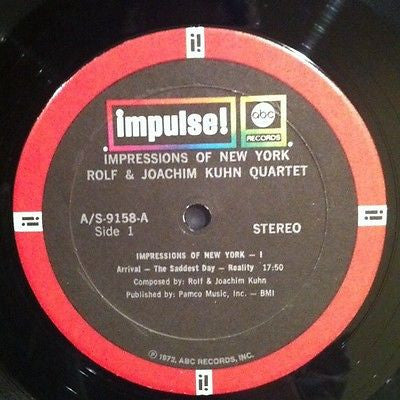 i!
impulse!
abc
RECORDS
IMPRESSIONS OF NEW YORK
ROLF & JOACHIM KUHN QUARTET
A/S-9158-A
Side 1
STEREO
IMPRESSIONS OF NEW YORK — I
Arrival — The Saddest Day — Reality 17:50
Composed by: Rolf & Joachim Kuhn
Published by: Pamco Music, Inc. — BMI
i!
i!
℗ 1972, ABC RECORDS, INC.
i!